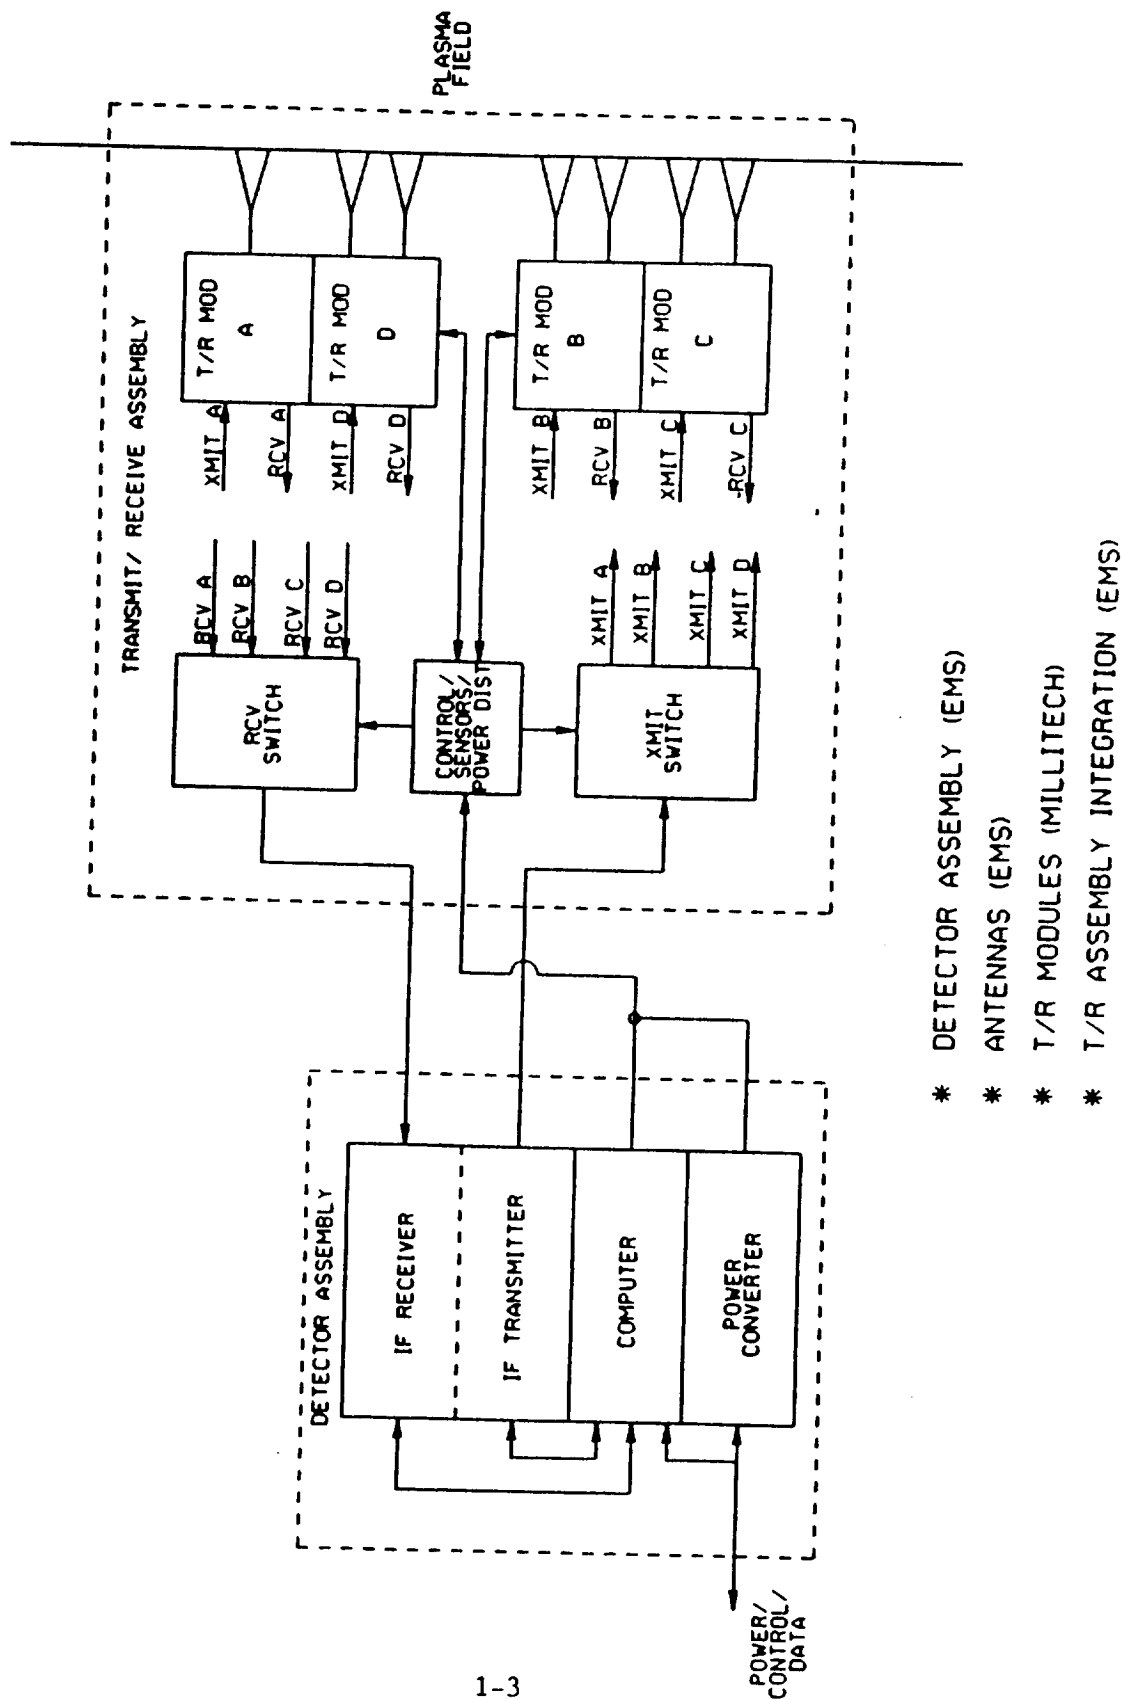 TRANSMIT/ RECEIVE ASSEMBLY
PLASMA
FIELD
DETECTOR ASSEMBLY
IF RECEIVER
IF TRANSMITTER
COMPUTER
POWER
CONVERTER
POWER/
CONTROL/
DATA
RCV
SWITCH
RCV A
RCV B
RCV C
RCV D
CONTROL/
SENSORS/
POWER DIST
XMIT
SWITCH
XMIT A
XMIT B
XMIT C
XMIT D
XMIT A
RCV A
XMIT D
RCV D
T/R MOD
A
T/R MOD
D
XMIT B
RCV B
XMIT C
RCV C
T/R MOD
B
T/R MOD
C
* DETECTOR ASSEMBLY (EMS)
* ANTENNAS (EMS)
* T/R MODULES (MILLITECH)
* T/R ASSEMBLY INTEGRATION (EMS)
1-3